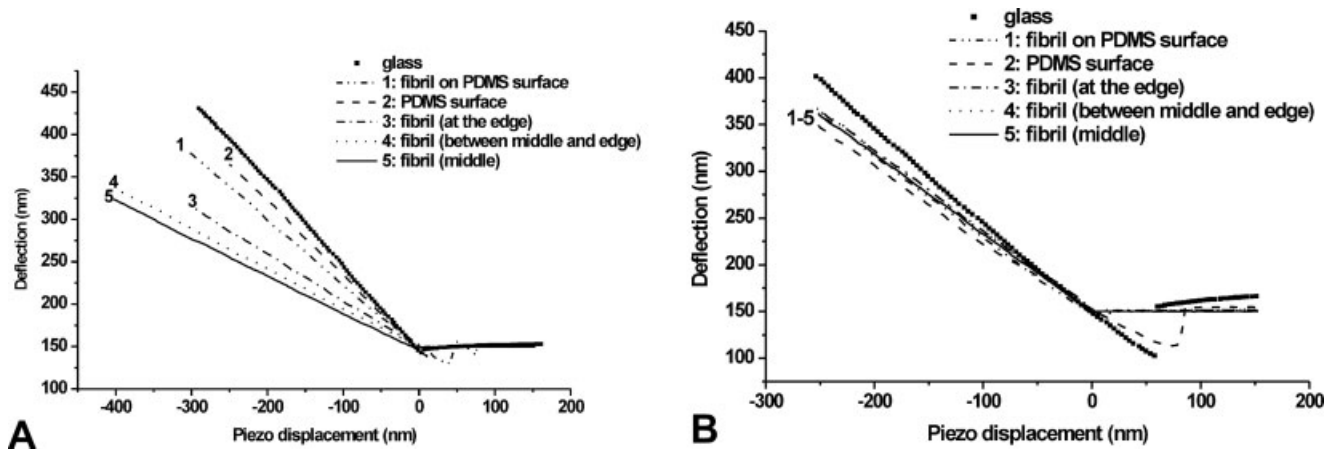 glass
1: fibril on PDMS surface
2: PDMS surface
3: fibril (at the edge)
4: fibril (between middle and edge)
5: fibril (middle)
450
400
350
300
250
200
150
100
Deflection (nm)
1
2
3
4
5
-400
-300
-200
-100
0
100
200
Piezo displacement (nm)
A
glass
1: fibril on PDMS surface
2: PDMS surface
3: fibril (at the edge)
4: fibril (between middle and edge)
5: fibril (middle)
450
400
350
300
250
200
150
100
Deflection (nm)
1-5
-300
-200
-100
0
100
200
Piezo displacement (nm)
B